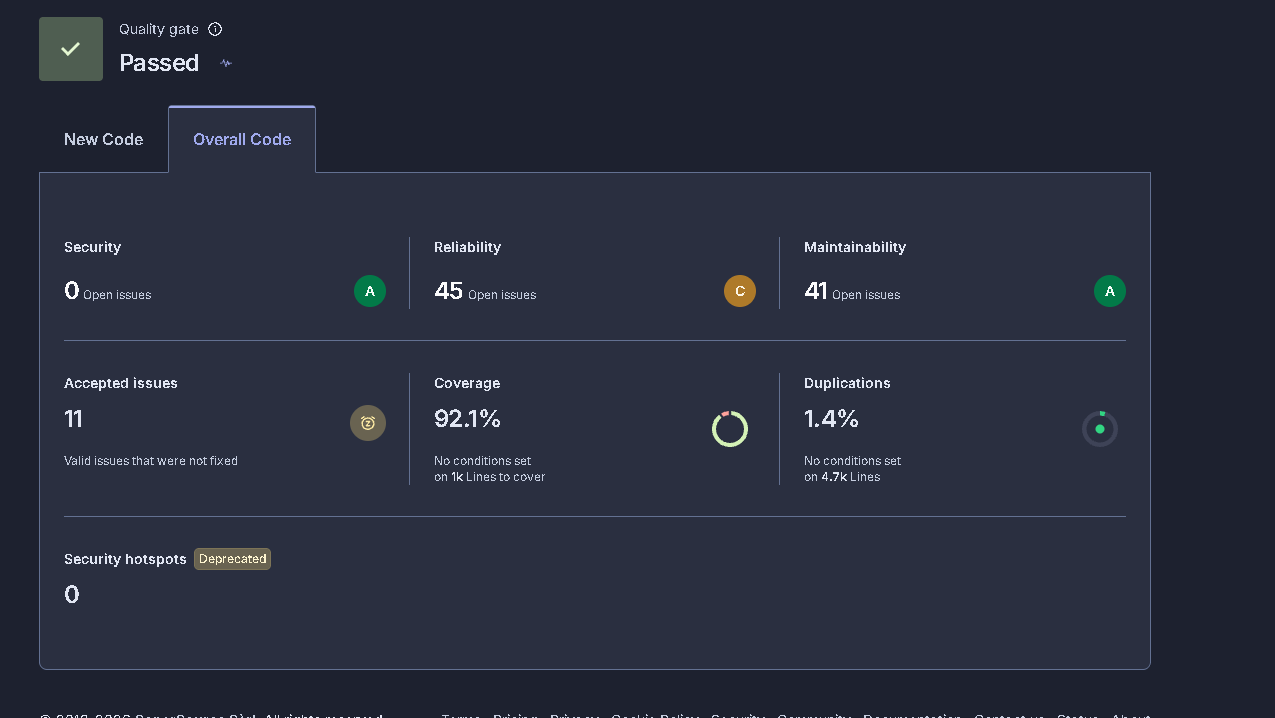 Quality gate
Passed
New Code
Overall Code
Security
0 Open issues
A
Reliability
45 Open issues
C
Maintainability
41 Open issues
A
Accepted issues
11
Valid issues that were not fixed
Coverage
92.1%
No conditions set
on 1k Lines to cover
Duplications
1.4%
No conditions set
on 4.7k Lines
Security hotspots Deprecated
0